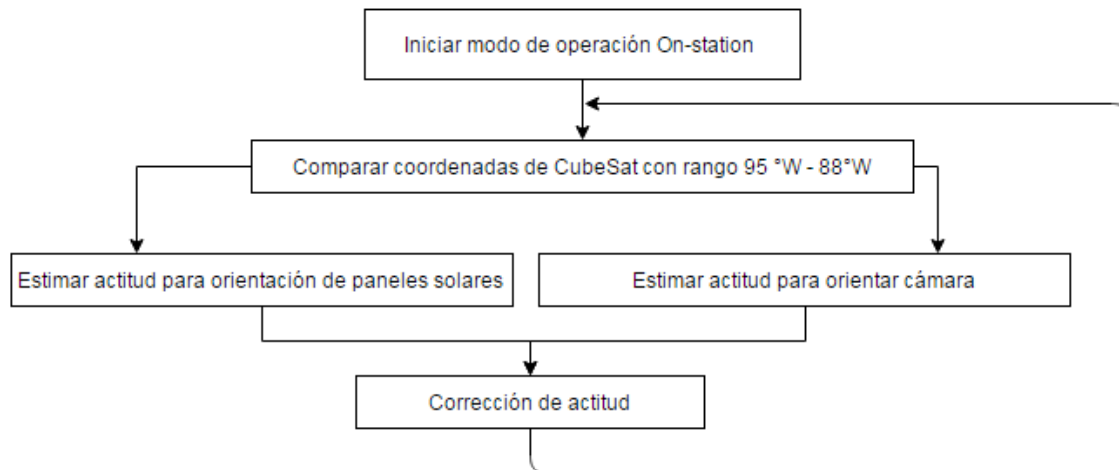 Iniciar modo de operación On-station
Comparar coordenadas de CubeSat con rango 95 °W - 88°W
Estimar actitud para orientación de paneles solares
Estimar actitud para orientar cámara
Corrección de actitud